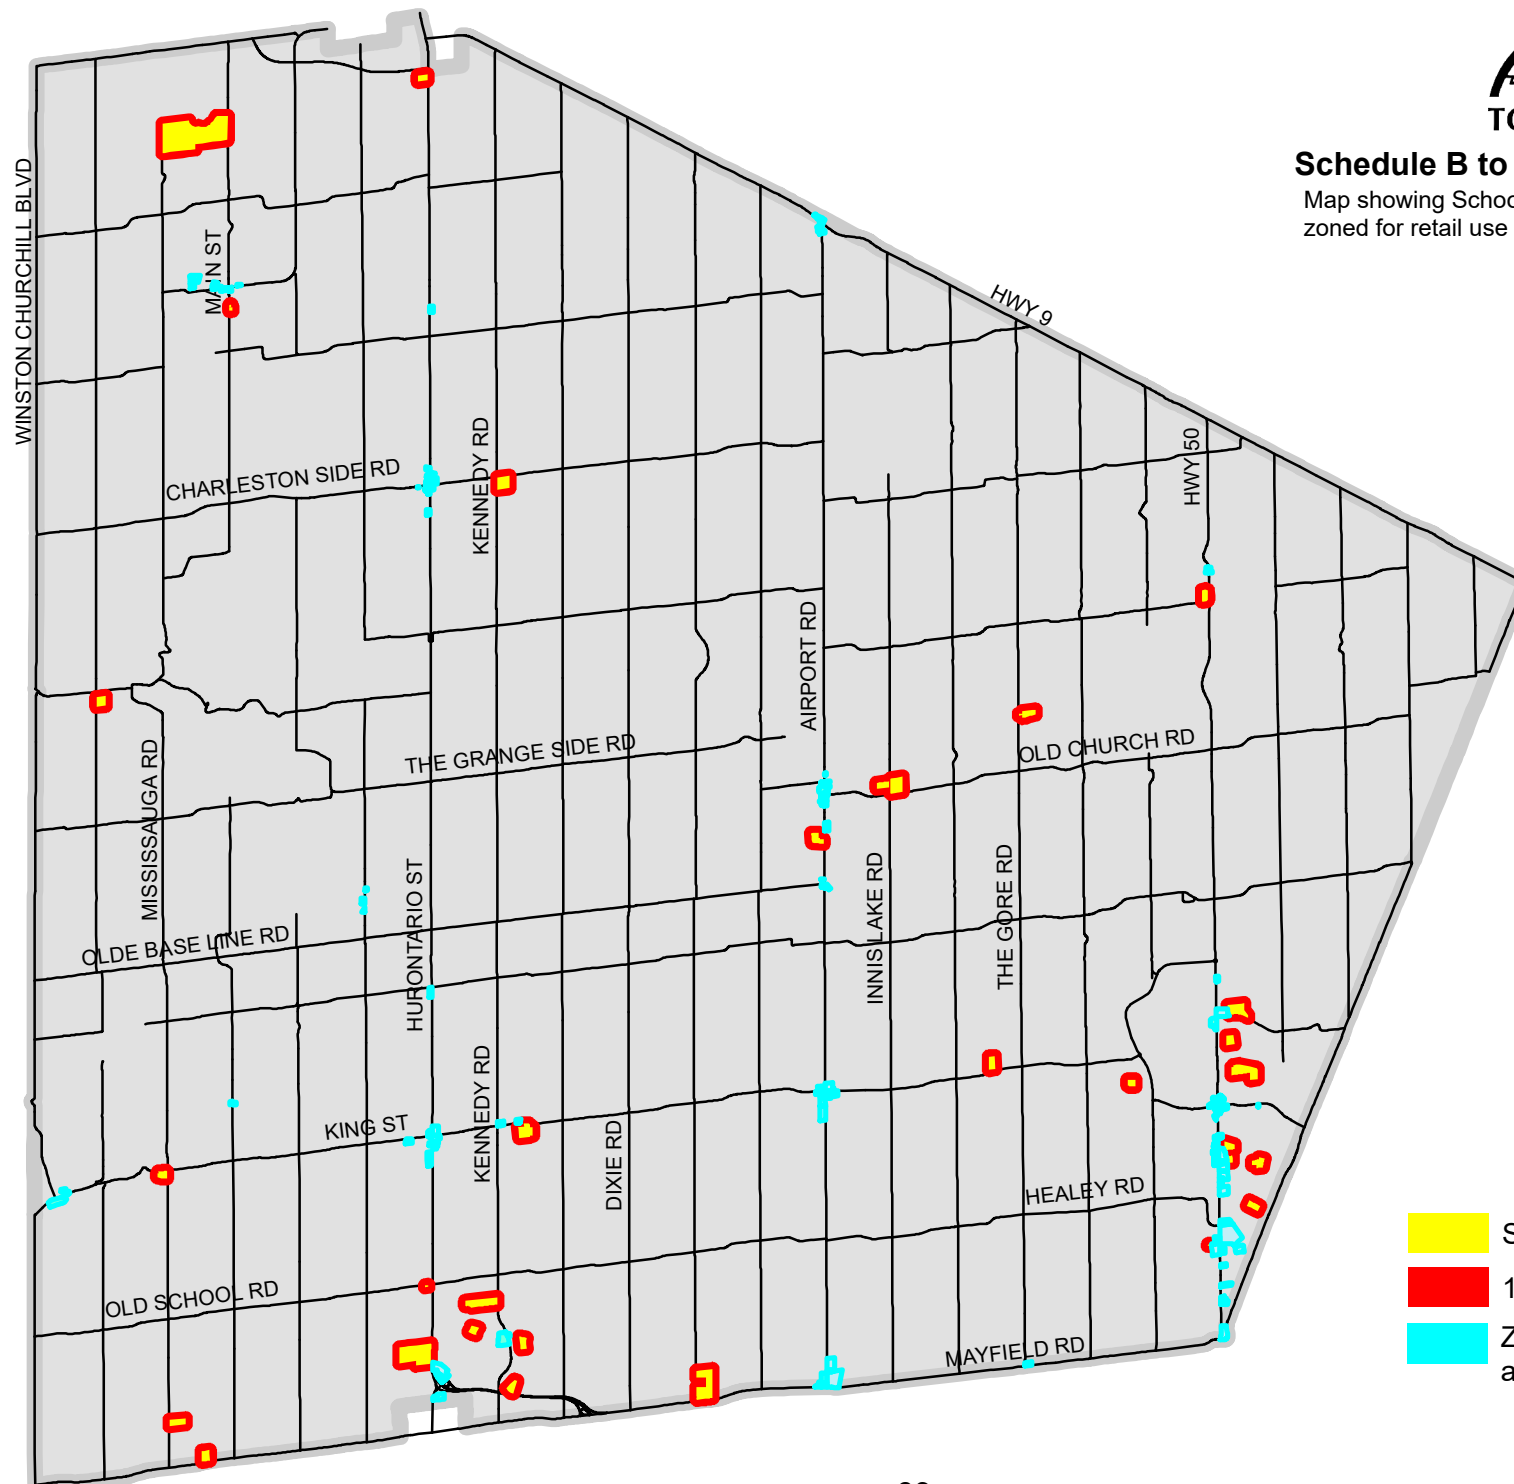 TO
Schedule B to
Map showing Schoo
zoned for retail use
WINSTON CHURCHILL BLVD
MAIN ST
HWY 9
CHARLESTON SIDE RD
KENNEDY RD
HWY 50
AIRPORT RD
THE GRANGE SIDE RD
OLD CHURCH RD
MISSISSAUGA RD
HURONTARIO ST
INNIS LAKE RD
THE GORE RD
OLDE BASE LINE RD
KING ST
KENNEDY RD
DIXIE RD
HEALEY RD
OLD SCHOOL RD
MAYFIELD RD
S
1
Z
a